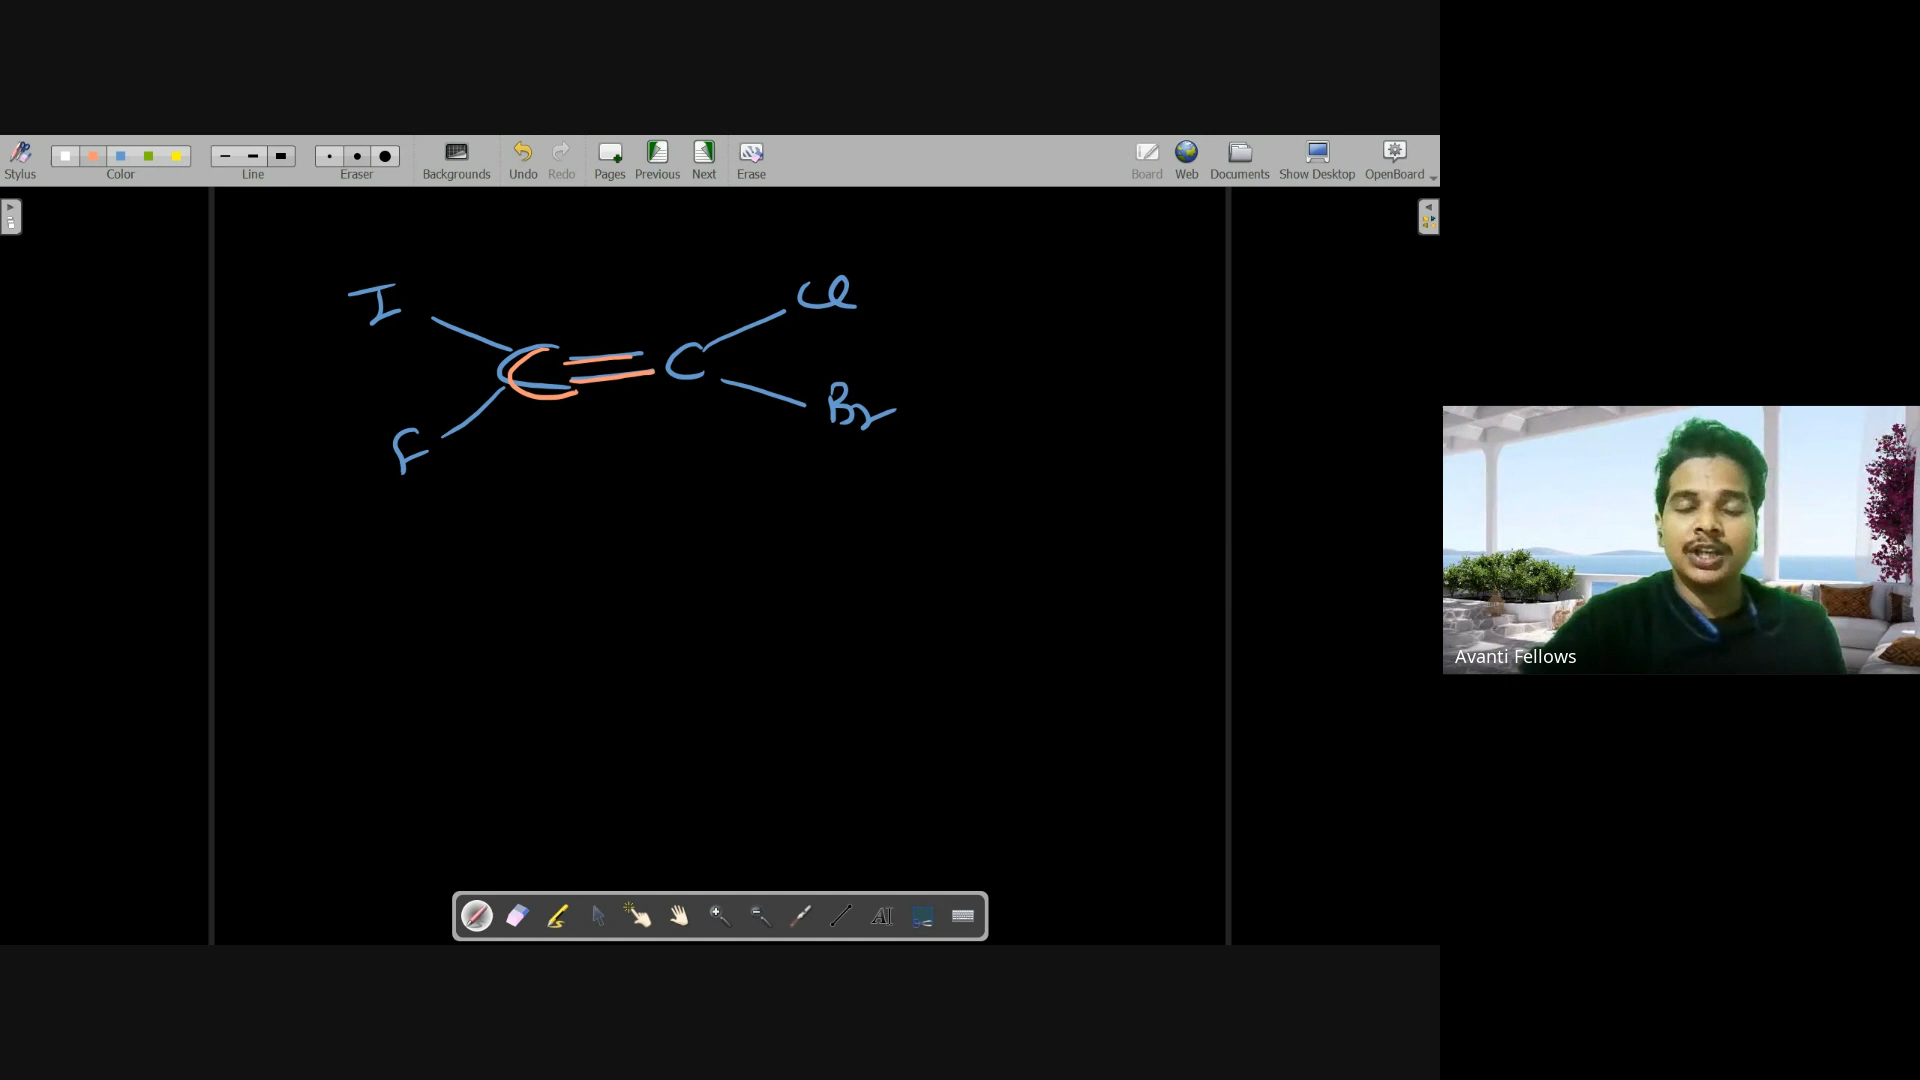 Stylus Color Line Eraser Backgrounds Undo Redo Pages Previous Next Erase Board Web Documents Show Desktop OpenBoard
I Cl
C = C
F Br
Avanti Fellows
AI